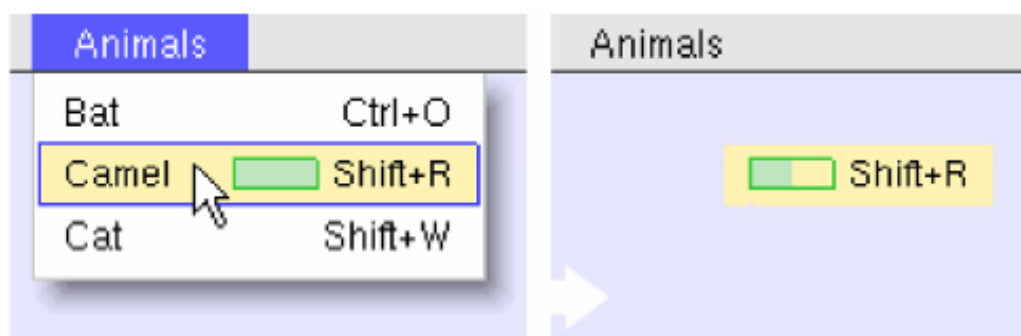 Animals
Bat Ctrl+O
Camel Shift+R
Cat Shift+W
Animals
Shift+R